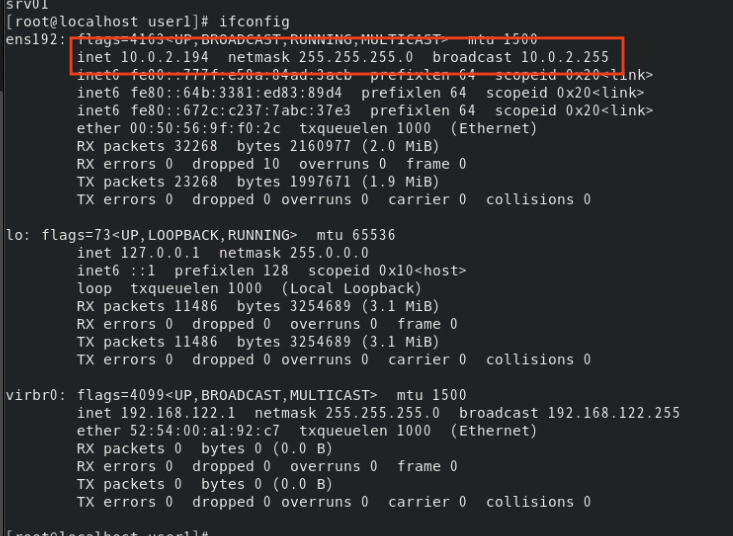 srv01
[root@localhost user1]# ifconfig
ens192: flags=4163<UP,BROADCAST,RUNNING,MULTICAST>  mtu 1500
        inet 10.0.2.194  netmask 255.255.255.0  broadcast 10.0.2.255
        inet6 fe80::777f:e58a:84ad:3acb  prefixlen 64  scopeid 0x20<link>
        inet6 fe80::64b:3381:ed83:89d4  prefixlen 64  scopeid 0x20<link>
        inet6 fe80::672c:c237:7abc:37e3  prefixlen 64  scopeid 0x20<link>
        ether 00:50:56:9f:f0:2c  txqueuelen 1000  (Ethernet)
        RX packets 32268  bytes 2160977 (2.0 MiB)
        RX errors 0  dropped 10  overruns 0  frame 0
        TX packets 23268  bytes 1997671 (1.9 MiB)
        TX errors 0  dropped 0 overruns 0  carrier 0  collisions 0
lo: flags=73<UP,LOOPBACK,RUNNING>  mtu 65536
        inet 127.0.0.1  netmask 255.0.0.0
        inet6 ::1  prefixlen 128  scopeid 0x10<host>
        loop  txqueuelen 1000  (Local Loopback)
        RX packets 11486  bytes 3254689 (3.1 MiB)
        RX errors 0  dropped 0  overruns 0  frame 0
        TX packets 11486  bytes 3254689 (3.1 MiB)
        TX errors 0  dropped 0 overruns 0  carrier 0  collisions 0
virbr0: flags=4099<UP,BROADCAST,MULTICAST>  mtu 1500
        inet 192.168.122.1  netmask 255.255.255.0  broadcast 192.168.122.255
        ether 52:54:00:a1:92:c7  txqueuelen 1000  (Ethernet)
        RX packets 0  bytes 0 (0.0 B)
        RX errors 0  dropped 0  overruns 0  frame 0
        TX packets 0  bytes 0 (0.0 B)
        TX errors 0  dropped 0 overruns 0  carrier 0  collisions 0
[root@localhost user1]#